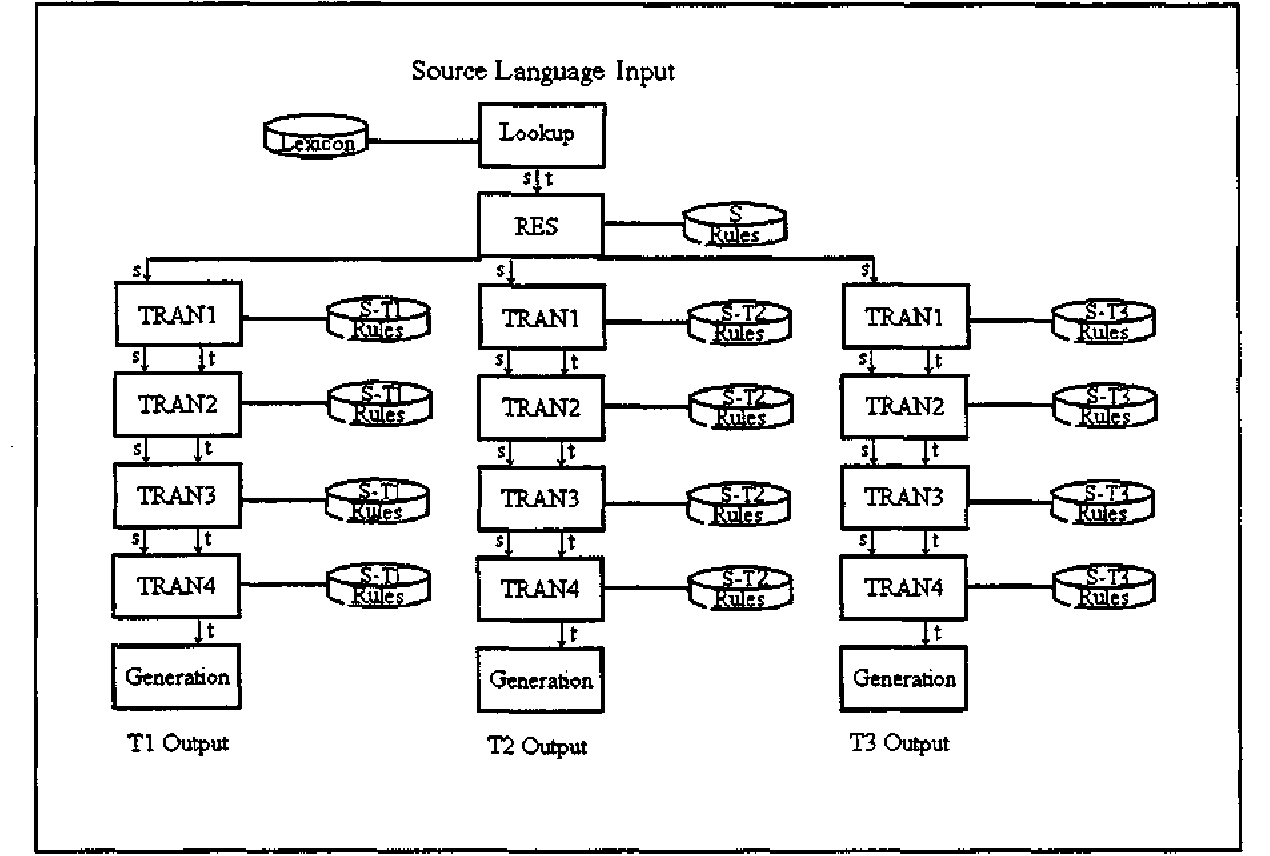 Source Language Input
Lexicon
Lookup
s t
RES
S
Rules
s
s
s
TRAN1
S-T1
Rules
TRAN1
S-T2
Rules
TRAN1
S-T3
Rules
s t
s t
s t
TRAN2
S-T1
Rules
TRAN2
S-T2
Rules
TRAN2
S-T3
Rules
s t
s t
s t
TRAN3
S-T1
Rules
TRAN3
S-T2
Rules
TRAN3
S-T3
Rules
s t
s t
s t
TRAN4
S-T1
Rules
TRAN4
S-T2
Rules
TRAN4
S-T3
Rules
t
t
t
Generation
Generation
Generation
T1 Output
T2 Output
T3 Output